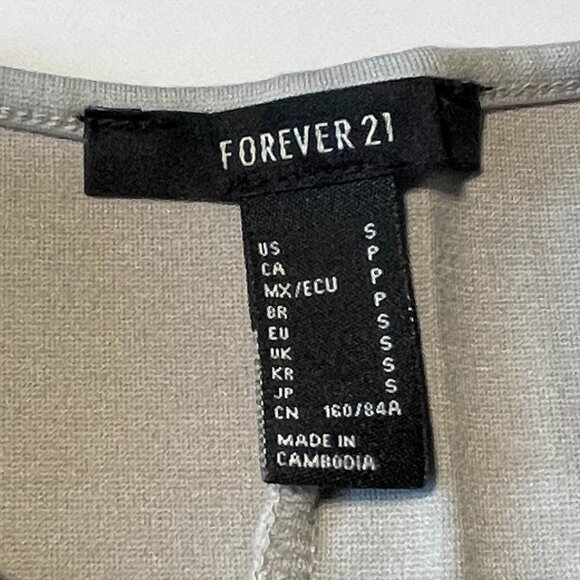 FOREVER 21
US S
CA P
MX/ECU P
BR P
EU S
UK S
KR S
JP S
CN 160/84A
MADE IN
CAMBODIA